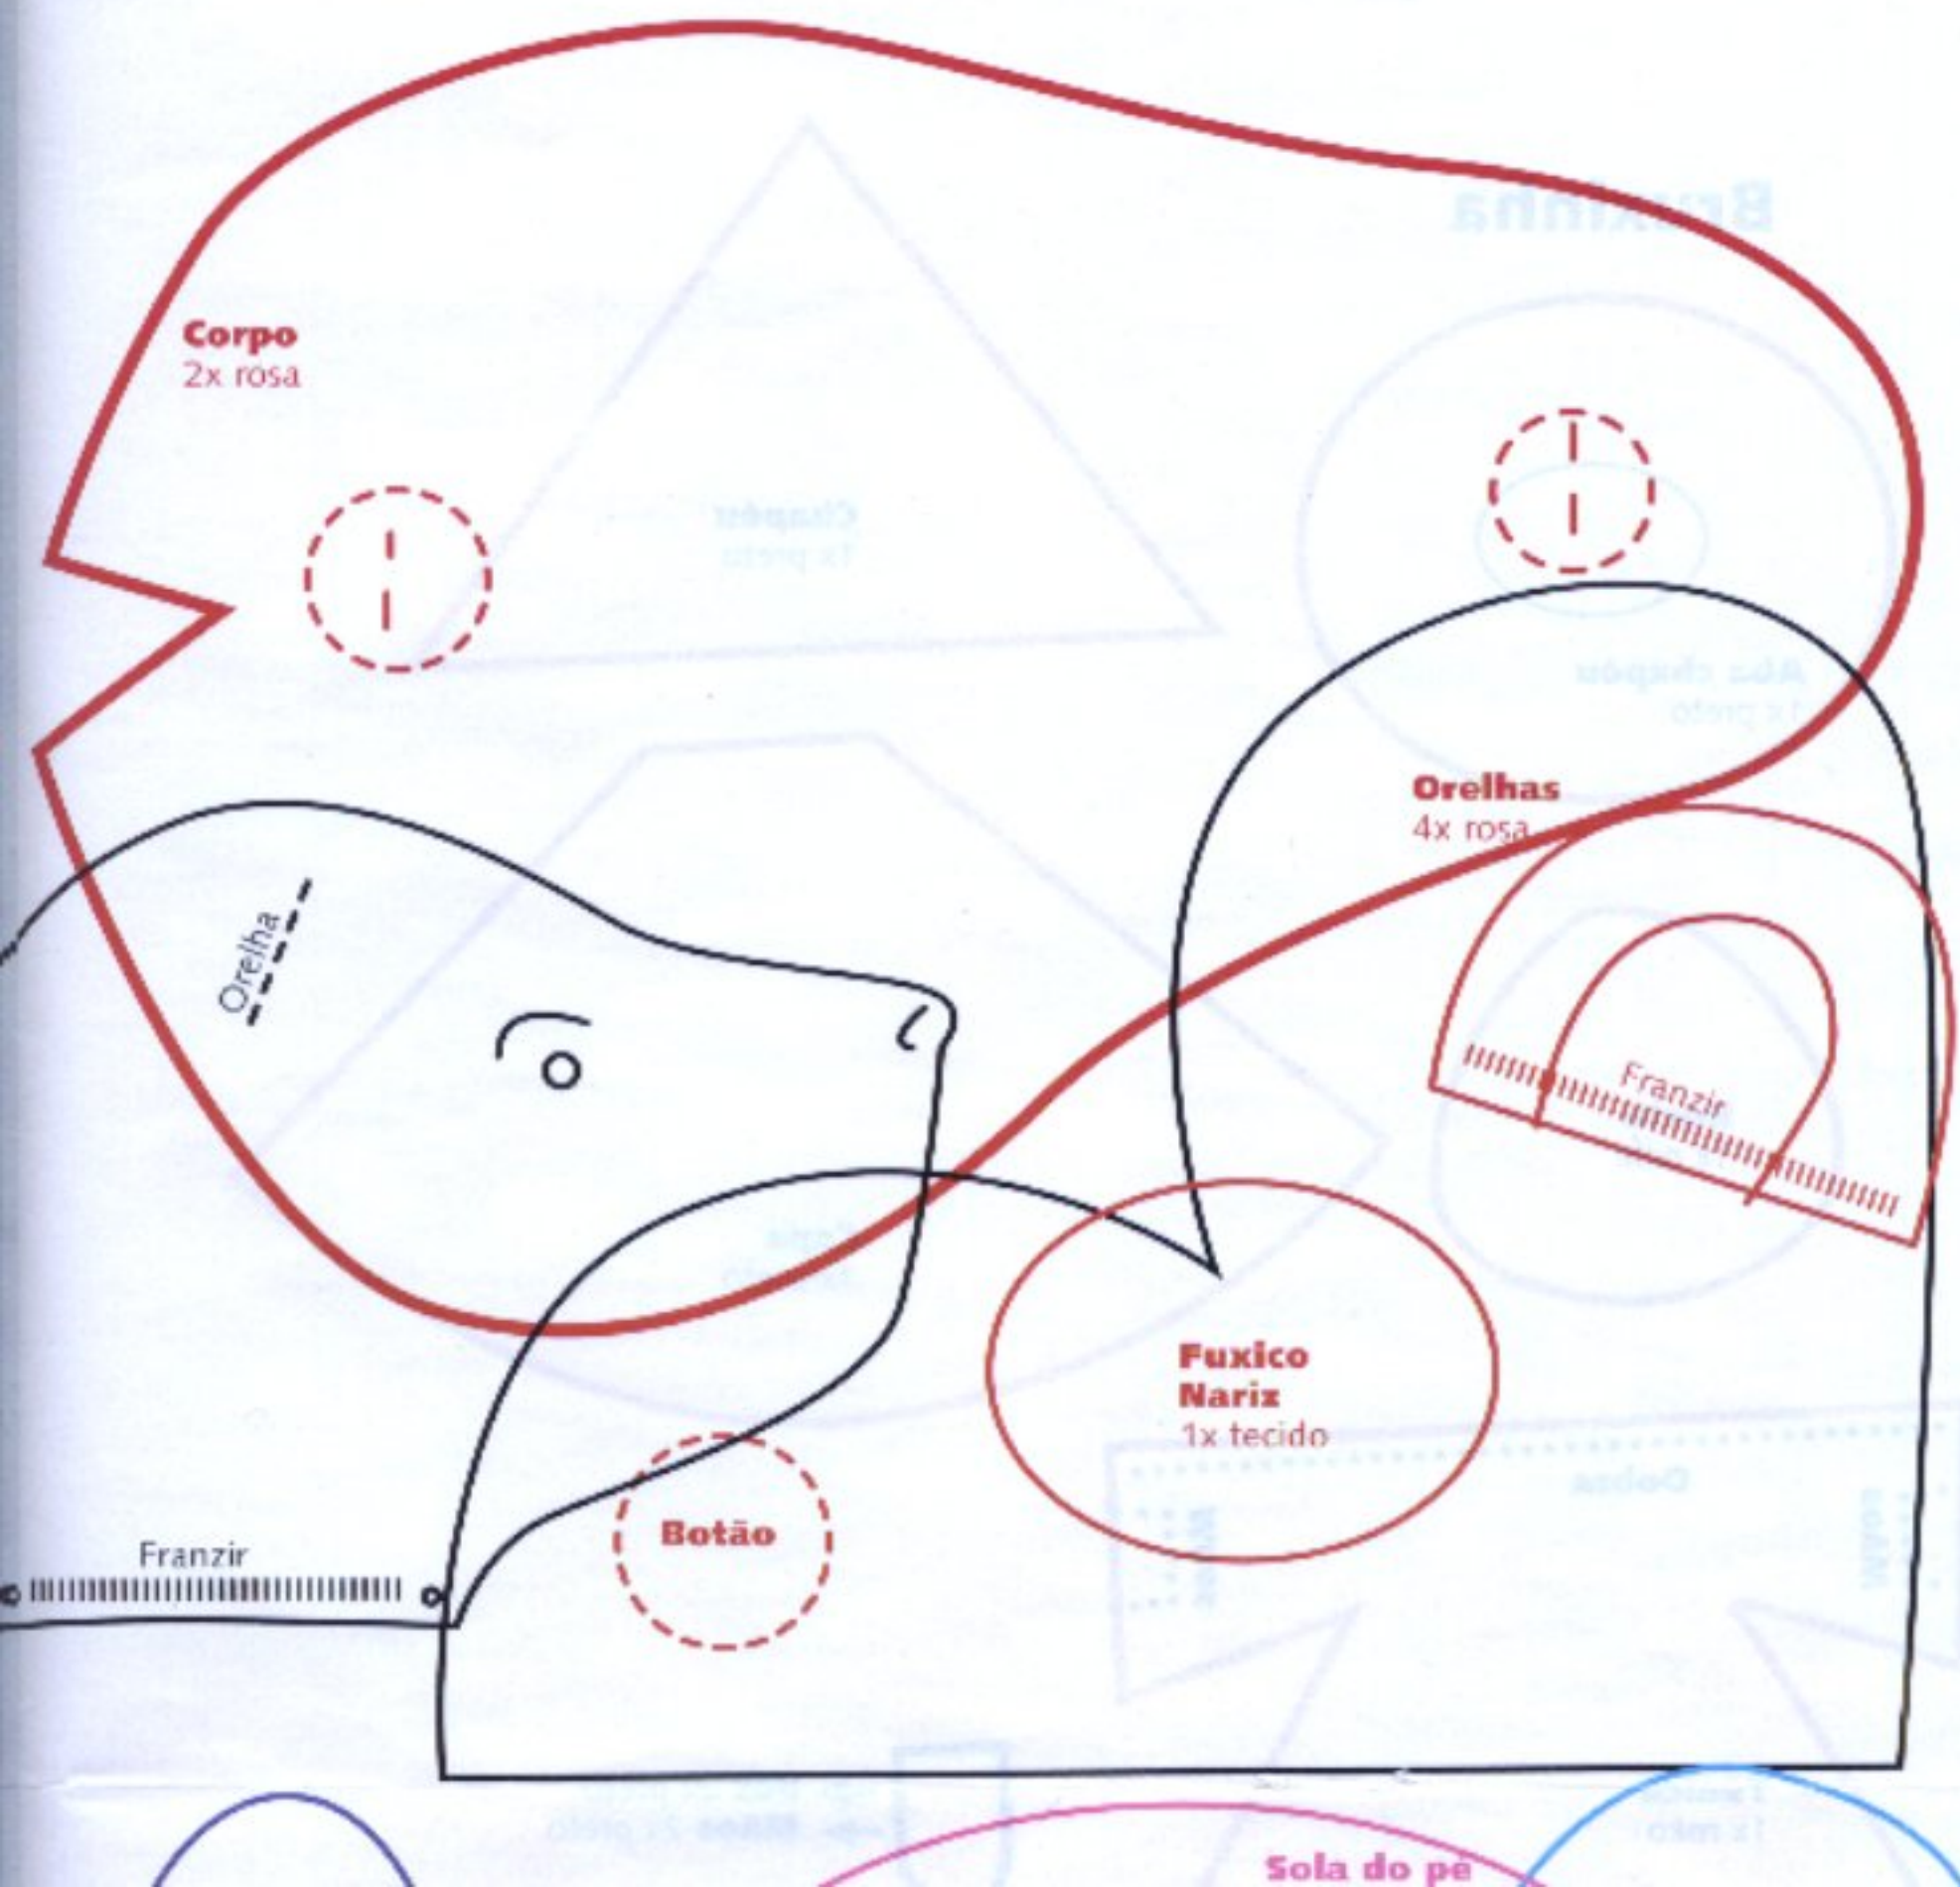 Corpo
2x rosa
Orelhas
4x rosa
Orelha
Franzir
Fuxico
Nariz
1x tecido
Botão
Franzir
Sola do pé